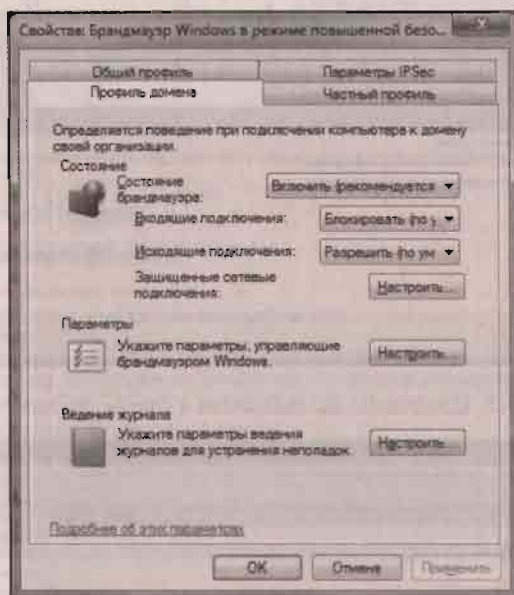 Свойства: Брандмауэр Windows в режиме повышенной безо...
Общий профиль
Параметры IPSec
Профиль домена
Частный профиль
Определяется поведение при подключении компьютера к домену
своей организации.
Состояние
Состояние
брандмауэра:
Включить (рекомендуется
Входящие подключения:
Блокировать (по у
Исходящие подключения:
Разрешить (по ум
Защищенные сетевые
подключения:
Настроить...
Параметры
Укажите параметры, управляющие
брандмауэром Windows.
Настроить...
Ведение журнала
Укажите параметры ведения
журналов для устранения неполадок.
Настроить...
Подробнее об этих параметрах
OK
Отмена
Применить